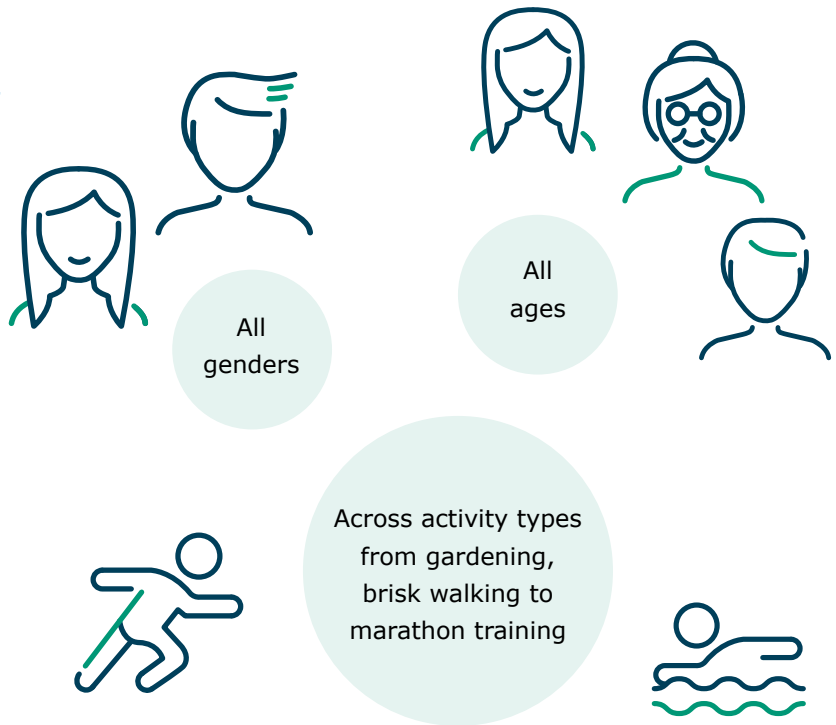 All
genders
All
ages
Across activity types
from gardening,
brisk walking to
marathon training